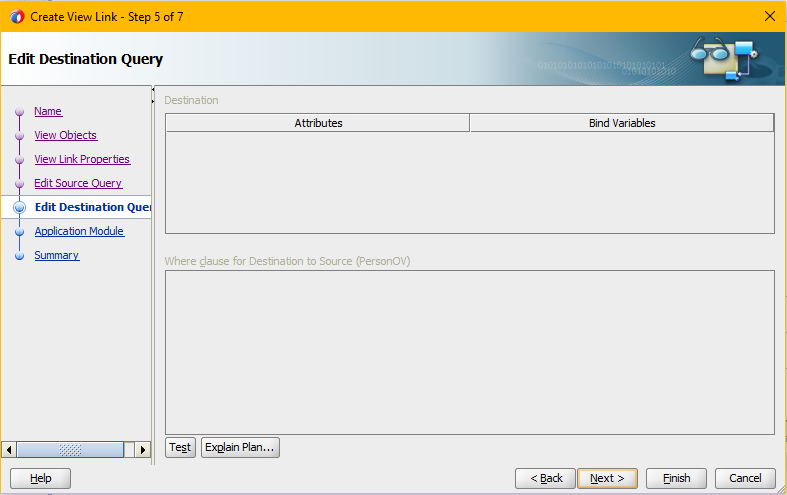 Create View Link - Step 5 of 7
Edit Destination Query
010101010101010101010101
01010101010
Name
View Objects
View Link Properties
Edit Source Query
Edit Destination Quer
Application Module
Summary
Destination
Attributes Bind Variables
Where clause for Destination to Source (PersonOV)
Test Explain Plan...
Help < Back Next > Finish Cancel